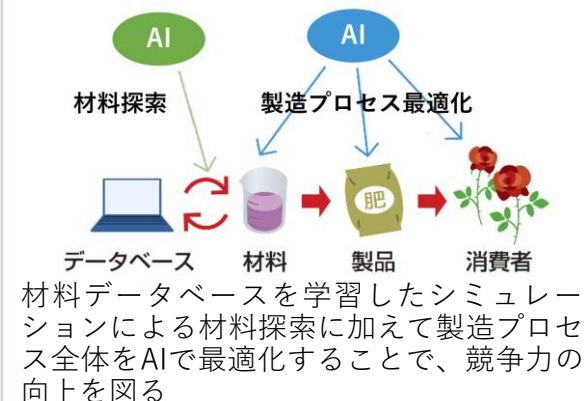 AI
AI
材料探索
製造プロセス最適化
肥
データベース
材料
製品
消費者
材料データベースを学習したシミュレー
ションによる材料探索に加えて製造プロセ
ス全体をAIで最適化することで、競争力の
向上を図る